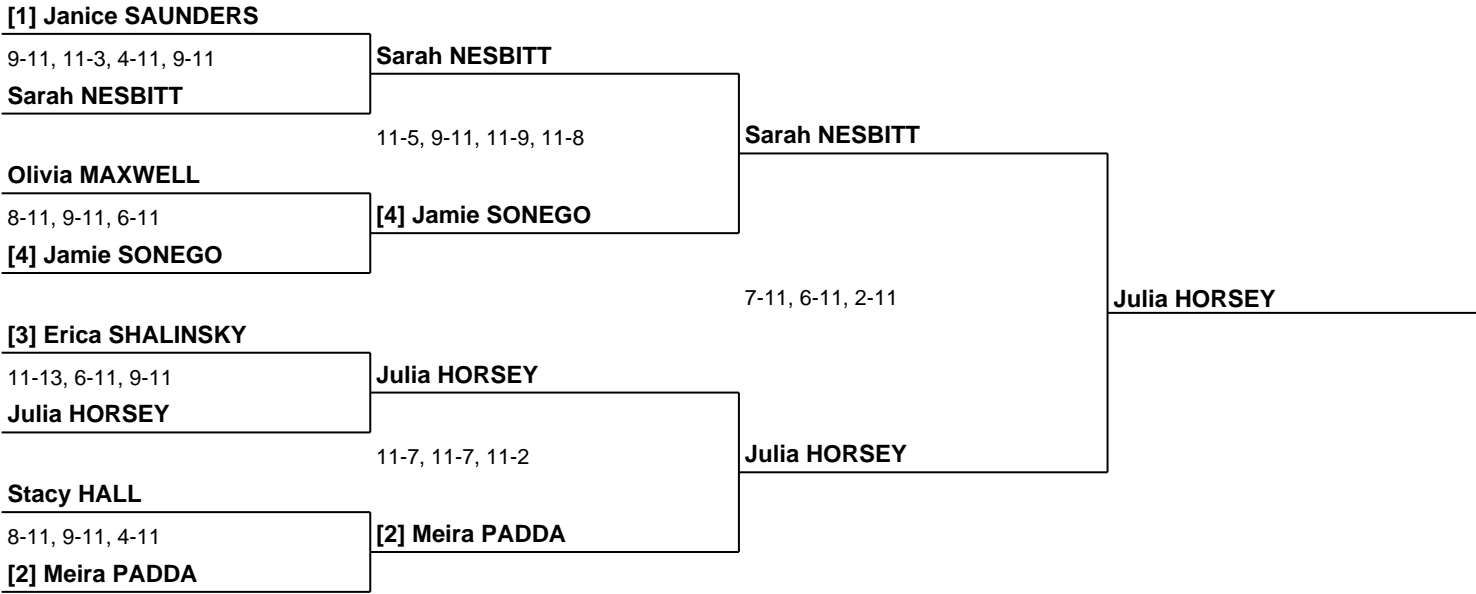 [1] Janice SAUNDERS
9-11, 11-3, 4-11, 9-11
Sarah NESBITT
Sarah NESBITT
11-5, 9-11, 11-9, 11-8
Sarah NESBITT
Olivia MAXWELL
8-11, 9-11, 6-11
[4] Jamie SONEGO
[4] Jamie SONEGO
7-11, 6-11, 2-11
Julia HORSEY
[3] Erica SHALINSKY
11-13, 6-11, 9-11
Julia HORSEY
Julia HORSEY
11-7, 11-7, 11-2
Julia HORSEY
Stacy HALL
8-11, 9-11, 4-11
[2] Meira PADDA
[2] Meira PADDA